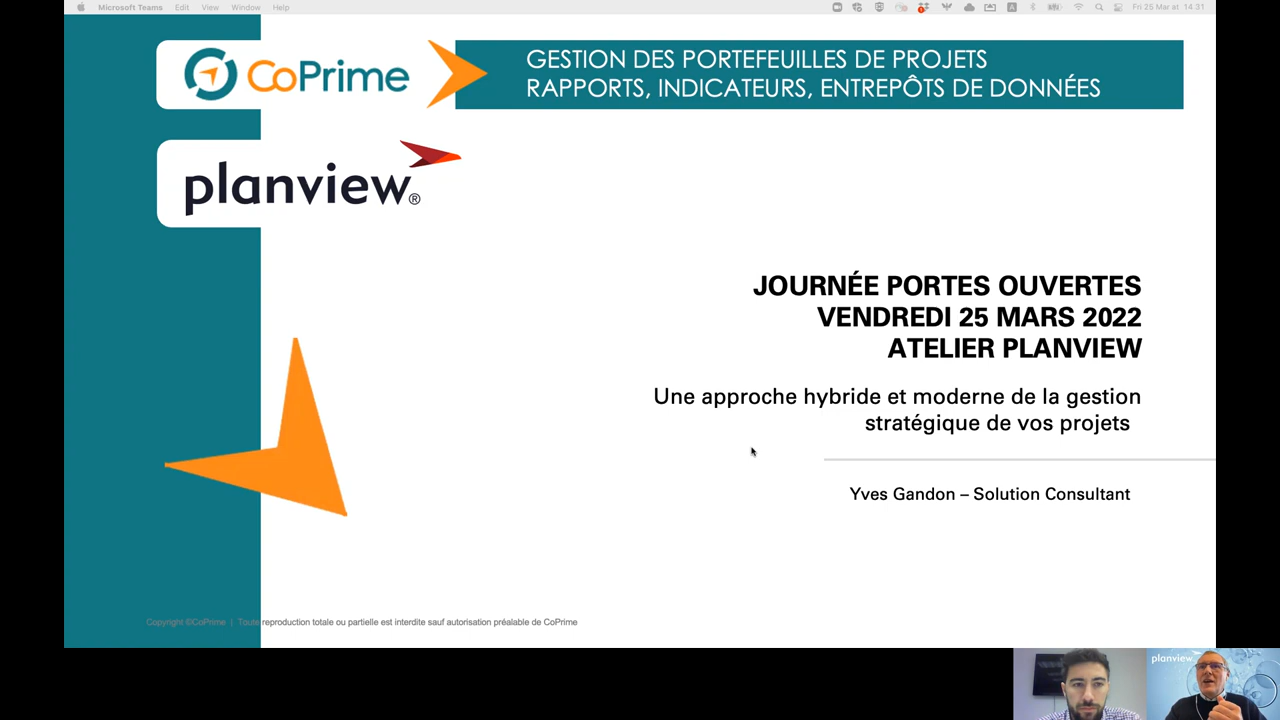 Microsoft Teams Edit View Window Help Fri 25 Mar at 14.31
CoPrime
GESTION DES PORTEFEUILLES DE PROJETS
RAPPORTS, INDICATEURS, ENTREPÔTS DE DONNÉES
planview®
JOURNÉE PORTES OUVERTES
VENDREDI 25 MARS 2022
ATELIER PLANVIEW
Une approche hybride et moderne de la gestion
stratégique de vos projets
Yves Gandon – Solution Consultant
Copyright ©CoPrime | Toute reproduction totale ou partielle est interdite sauf autorisation préalable de CoPrime
planview